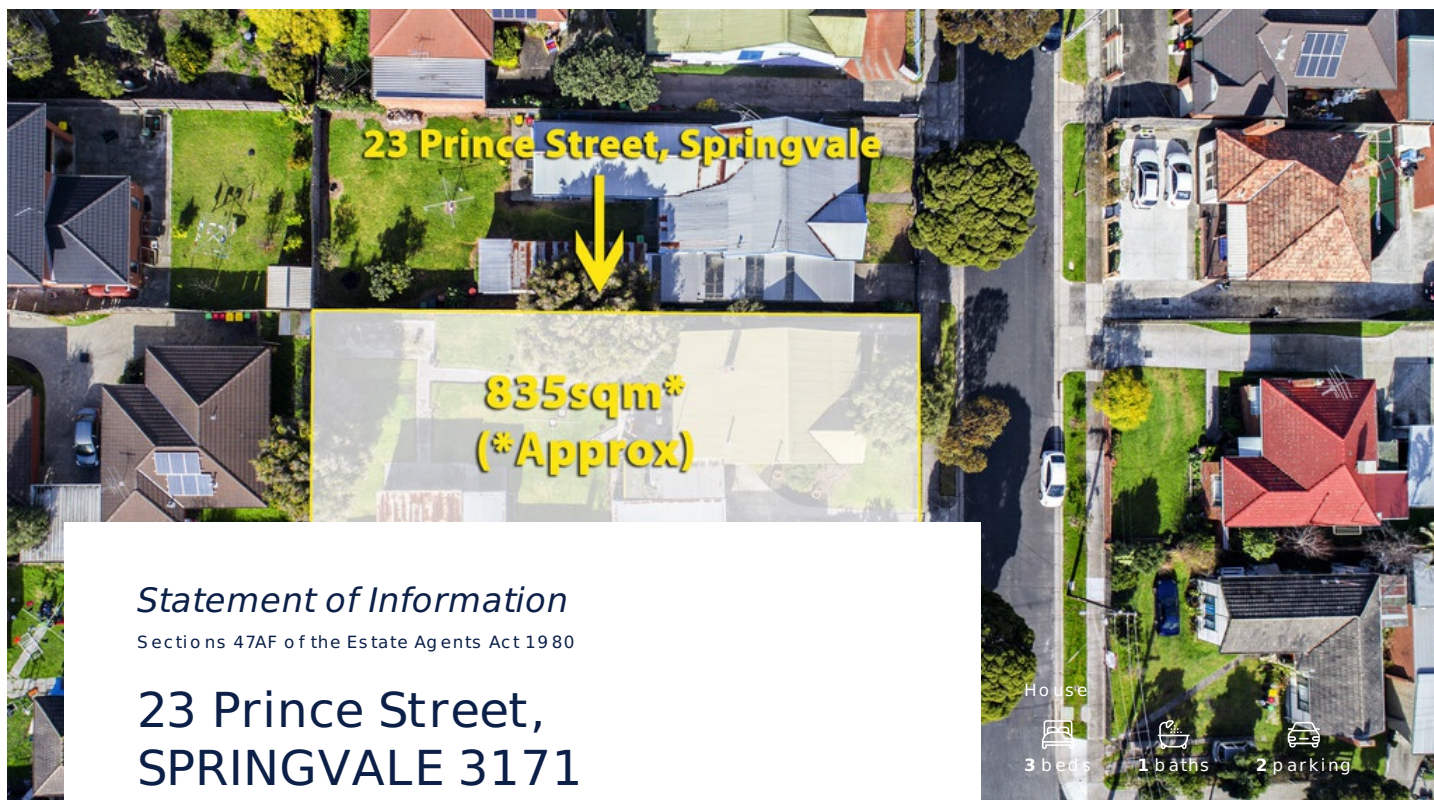 23 Prince Street, Springvale
835sqm*
(*Approx)
Statement of Information
Sections 47AF of the Estate Agents Act 1980
23 Prince Street,
SPRINGVALE 3171
House
3 beds 1 baths 2 parking